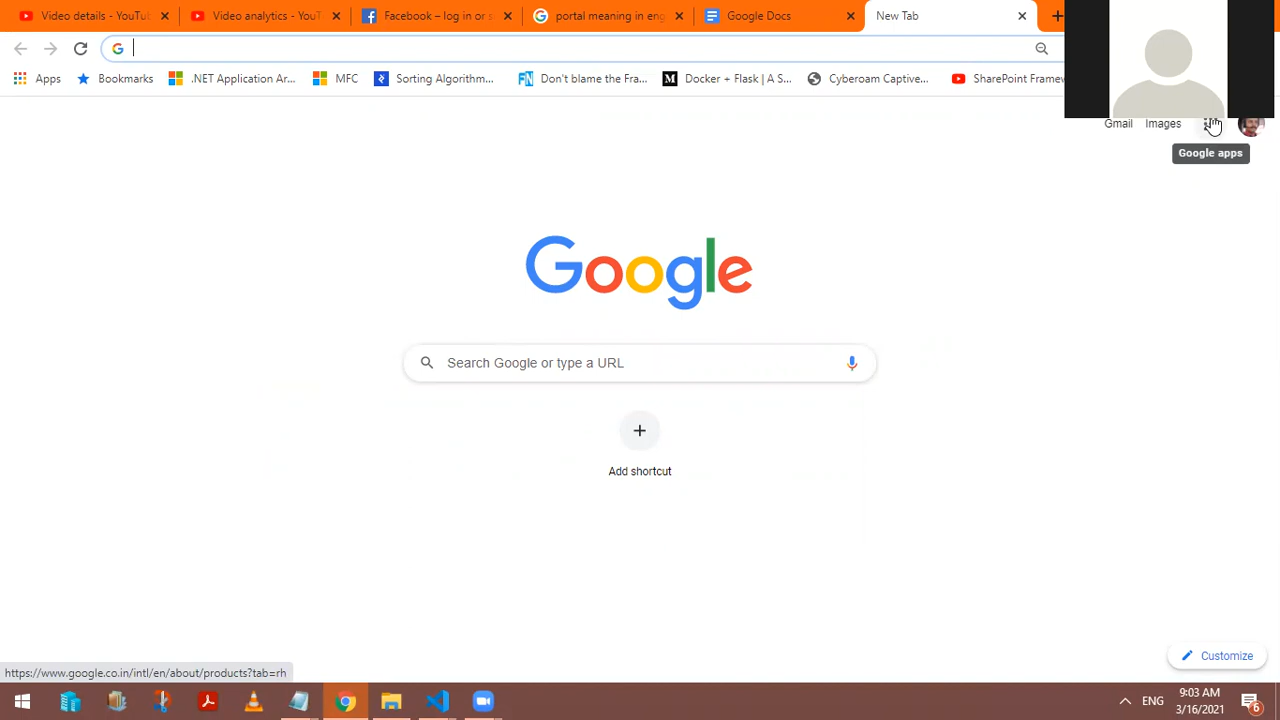 Video details - YouTu
Video analytics - YouT
Facebook – log in or s
portal meaning in eng
Google Docs
New Tab
Apps
Bookmarks
.NET Application Ar...
MFC
Sorting Algorithm...
Don't blame the Fra...
Docker + Flask | A S...
Cyberoam Captive...
SharePoint Framew
Gmail
Images
Google apps
Google
Search Google or type a URL
Add shortcut
Customize
https://www.google.co.in/intl/en/about/products?tab=rh
ENG
9:03 AM
3/16/2021
6